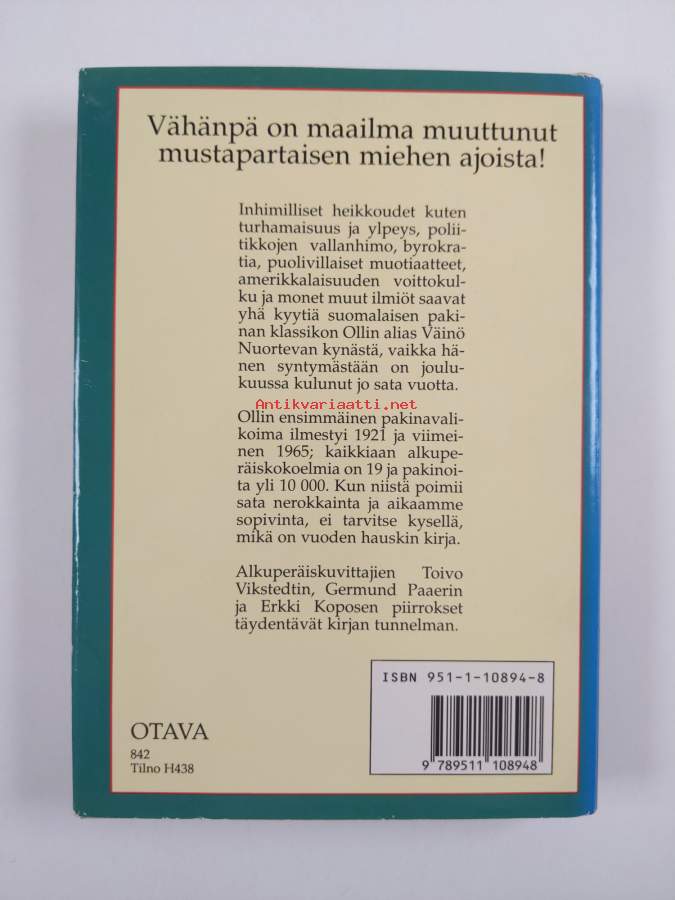 Vähänpä on maailma muuttunut
mustapartaisen miehen ajoista!
Inhimilliset heikkoudet kuten
turhamaisuus ja ylpeys, polii-
tikkojen vallanhimo, byrokra-
tia, puolivillaiset muotiaatteet,
amerikkalaisuuden voittokul-
ku ja monet muut ilmiöt saavat
yhä kyytiä suomalaisen paki-
nan klassikon Ollin alias Väinö
Nuortevan kynästä, vaikka hä-
nen syntymästään on joulu-
kuussa kulunut jo sata vuotta.
Antikvariaatti.net
Ollin ensimmäinen pakinavali-
koima ilmestyi 1921 ja viimei-
nen 1965; kaikkiaan alkupe-
räiskokoelmia on 19 ja pakinoi-
ta yli 10 000. Kun niistä poimii
sata nerokkainta ja aikaamme
sopivinta, ei tarvitse kysellä,
mikä on vuoden hauskin kirja.
Alkuperäiskuvittajien Toivo
Vikstedtin, Germund Paaerin
ja Erkki Koposen piirrokset
täydentävät kirjan tunnelman.
ISBN 951-1-10894-8
9 789511 108948
OTAVA
842
Tilno H438